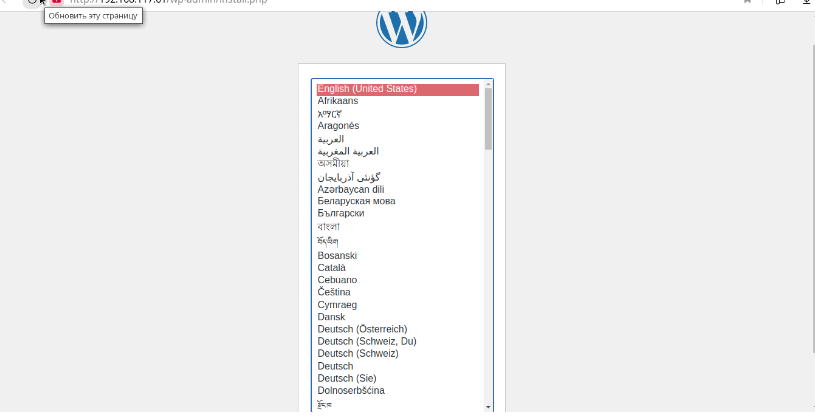 Обновить эту страницу
English (United States)
Afrikaans
አማርኛ
Aragonés
العربية
العربية المغربية
অসমীয়া
گؤنئی آذربایجان
Azərbaycan dili
Беларуская мова
Български
বাংলা
བོད་ཡིག
Bosanski
Català
Cebuano
Čeština
Cymraeg
Dansk
Deutsch (Österreich)
Deutsch (Schweiz, Du)
Deutsch (Schweiz)
Deutsch
Deutsch (Sie)
Dolnoserbšćina